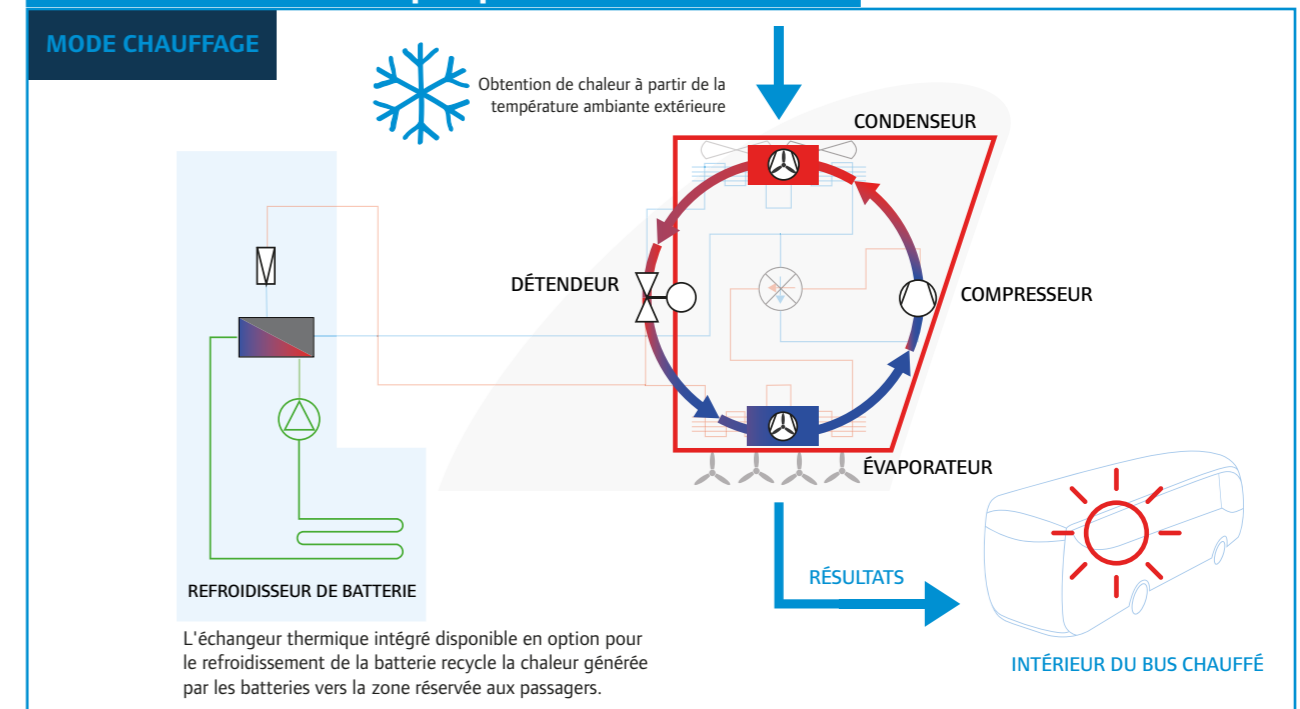 MODE CHAUFFAGE
Obtention de chaleur à partir de la
température ambiante extérieure
CONDENSEUR
DÉTENDEUR
COMPRESSEUR
ÉVAPORATEUR
REFROIDISSEUR DE BATTERIE
RÉSULTATS
L'échangeur thermique intégré disponible en option pour
le refroidissement de la batterie recycle la chaleur générée
par les batteries vers la zone réservée aux passagers.
INTÉRIEUR DU BUS CHAUFFÉ